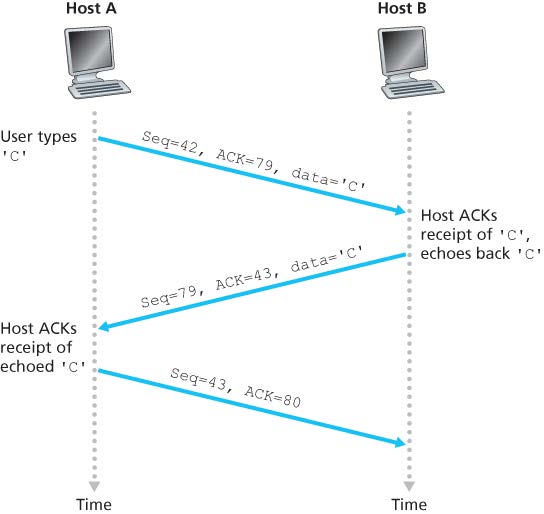 Host A
Host B
User types
'C'
Seq=42, ACK=79, data='C'
Host ACKs
receipt of 'C',
echoes back 'C'
Seq=79, ACK=43, data='C'
Host ACKs
receipt of
echoed 'C'
Seq=43, ACK=80
Time
Time